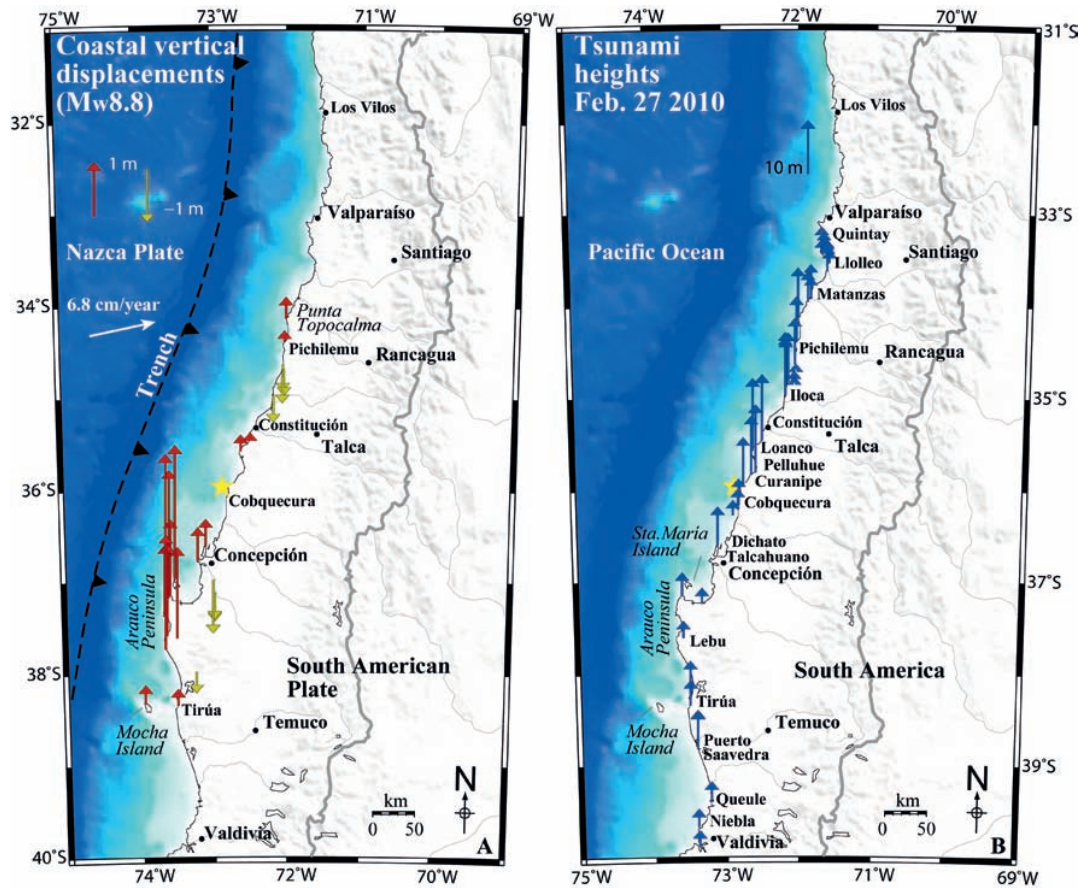 75°W
73°W
71°W
69°W
Coastal vertical
displacements
(Mw8.8)
1 m
−1 m
Nazca Plate
6.8 cm/year
Trench
32°S
34°S
36°S
38°S
40°S
Los Vilos
Valparaíso
Santiago
Punta
Topocalma
Pichilemu
Rancagua
Constitución
Talca
Cobquecura
Concepción
Arauco
Peninsula
South American
Plate
Tirúa
Mocha
Island
Temuco
Valdivia
km
0 50
N
A
74°W
72°W
70°W
75°W
73°W
71°W
69°W
Tsunami
heights
Feb. 27 2010
10 m
Pacific Ocean
31°S
33°S
35°S
37°S
39°S
Los Vilos
Valparaíso
Quintay
Santiago
Llolleo
Matanzas
Pichilemu
Rancagua
Iloca
Constitución
Talca
Loanco
Pelluhue
Curanipe
Cobquecura
Sta. María
Island
Dichato
Talcahuano
Concepción
Arauco
Peninsula
Lebu
South America
Tirúa
Mocha
Island
Temuco
Puerto
Saavedra
Queule
Niebla
Valdivia
km
0 50
N
B
74°W
73°W
71°W
69°W